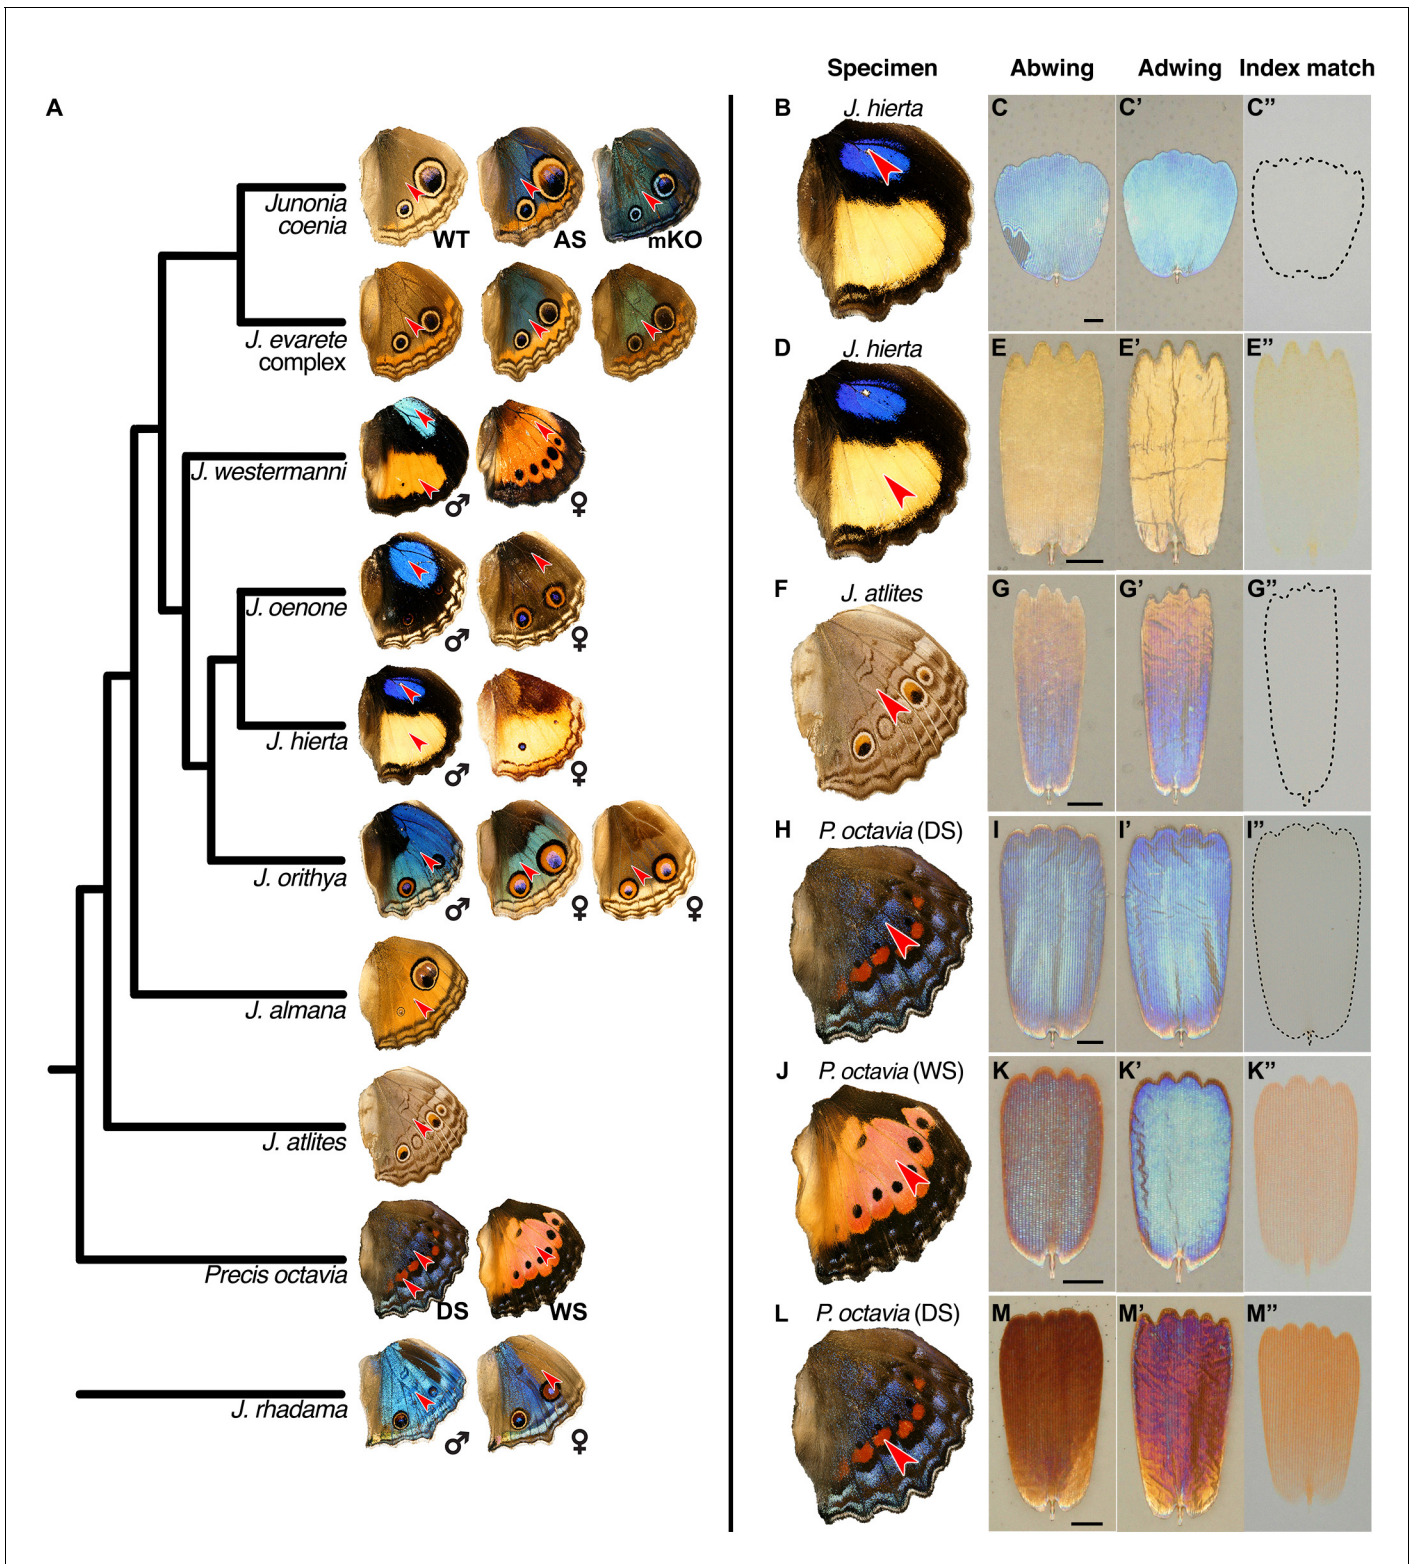 A
Junonia
coenia
WT
AS
mKO
J. evarete
complex
J. westermanni
♂
♀
J. oenone
♂
♀
J. hierta
♂
♀
J. orithya
♂
♀
♀
J. almana
J. atlites
Precis octavia
DS
WS
J. rhadama
♂
♀
Specimen
Abwing
Adwing
Index match
B
J. hierta
C
C’
C”
D
J. hierta
E
E’
E”
F
J. atlites
G
G’
G”
H
P. octavia (DS)
I
I’
I”
J
P. octavia (WS)
K
K’
K”
L
P. octavia (DS)
M
M’
M”